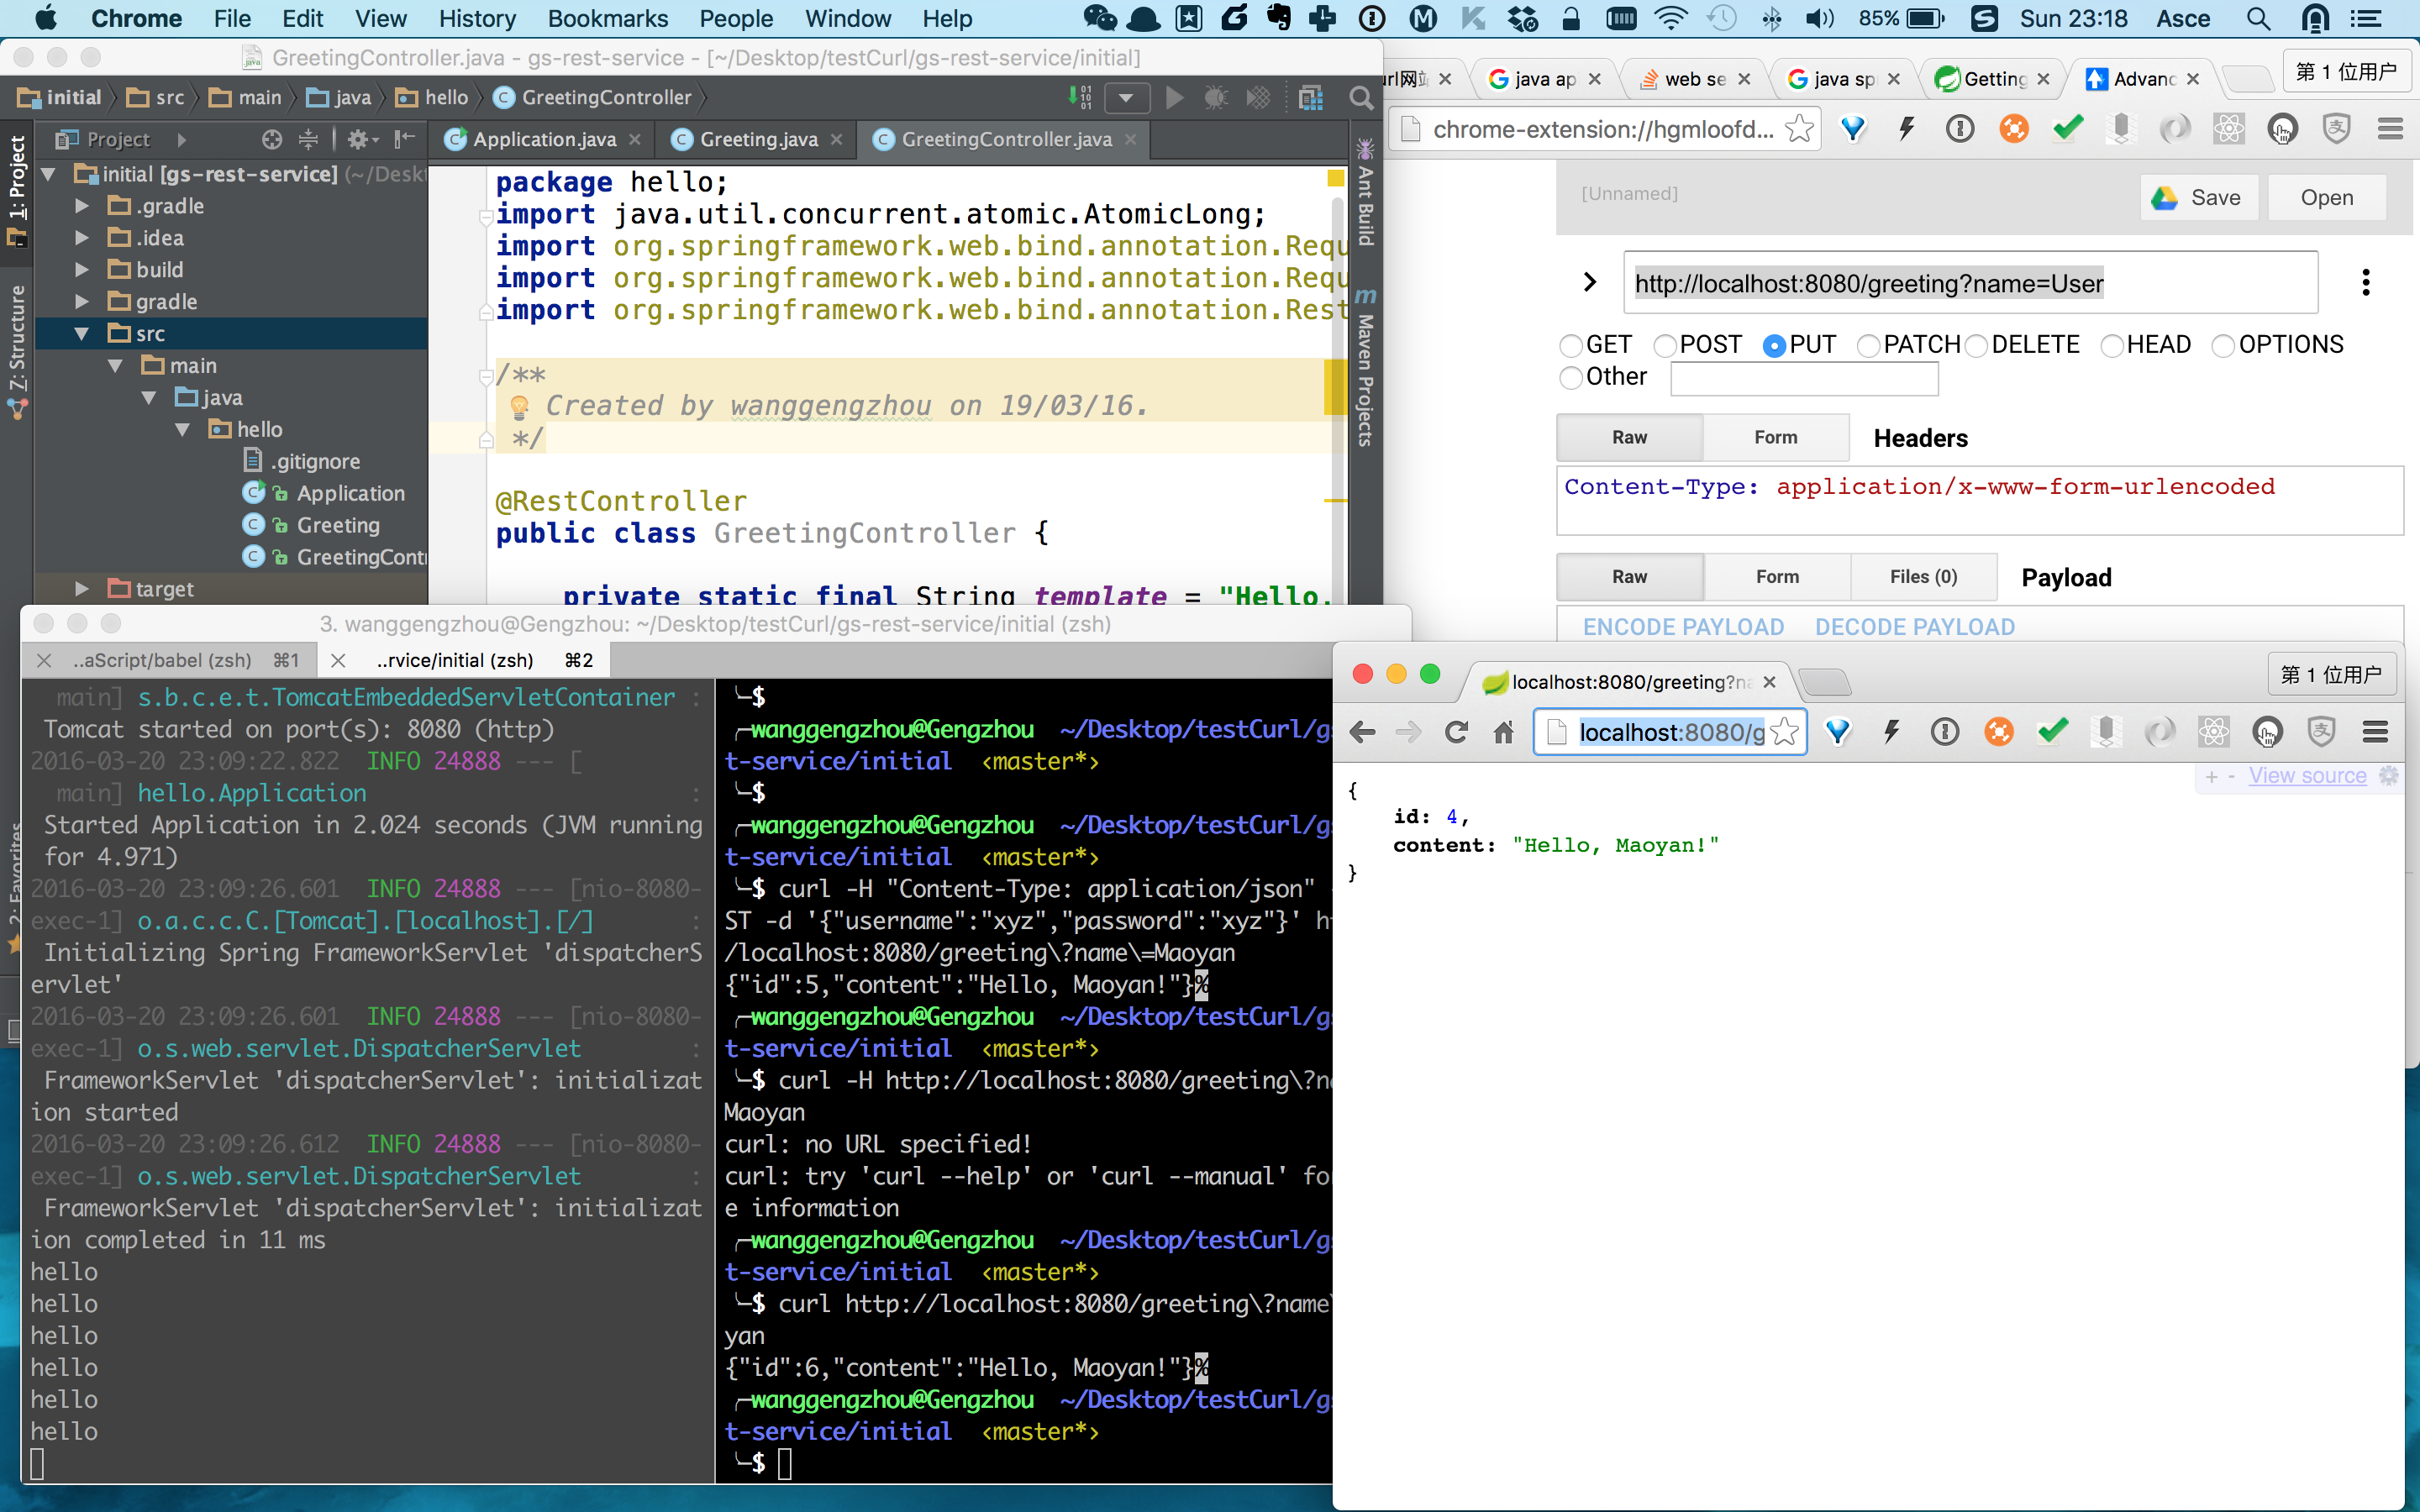 Chrome File Edit View History Bookmarks People Window Help 85% Sun 23:18 Asce
GreetingController.java - gs-rest-service - [~/Desktop/testCurl/gs-rest-service/initial]
initial src main java hello GreetingController
Project
Application.java Greeting.java GreetingController.java
1: Project
7: Structure
2: Favorites
initial [gs-rest-service] (~/Deskt
.gradle
.idea
build
gradle
src
main
java
hello
.gitignore
Application
Greeting
GreetingCont
target
package hello;
import java.util.concurrent.atomic.AtomicLong;
import org.springframework.web.bind.annotation.Requ
import org.springframework.web.bind.annotation.Requ
import org.springframework.web.bind.annotation.Rest
/**
Created by wanggengzhou on 19/03/16.
*/
@RestController
public class GreetingController {
private static final String template = "Hello,
Ant Build
Maven Projects
url网站 java ap web se java sp Getting Advanc 第 1 位用户
chrome-extension://hgmloofd...
[Unnamed]
Save Open
http://localhost:8080/greeting?name=User
GET POST PUT PATCH DELETE HEAD OPTIONS
Other
Raw Form Headers
Content-Type: application/x-www-form-urlencoded
Raw Form Files (0) Payload
ENCODE PAYLOAD DECODE PAYLOAD
3. wanggengzhou@Gengzhou: ~/Desktop/testCurl/gs-rest-service/initial (zsh)
..aScript/babel (zsh) ⌘1 ..rvice/initial (zsh) ⌘2
main] s.b.c.e.t.TomcatEmbeddedServletContainer :
Tomcat started on port(s): 8080 (http)
2016-03-20 23:09:22.822 INFO 24888 --- [
main] hello.Application :
Started Application in 2.024 seconds (JVM running
for 4.971)
2016-03-20 23:09:26.601 INFO 24888 --- [nio-8080-
exec-1] o.a.c.c.C.[Tomcat].[localhost].[/] :
Initializing Spring FrameworkServlet 'dispatcherS
ervlet'
2016-03-20 23:09:26.601 INFO 24888 --- [nio-8080-
exec-1] o.s.web.servlet.DispatcherServlet :
FrameworkServlet 'dispatcherServlet': initializat
ion started
2016-03-20 23:09:26.612 INFO 24888 --- [nio-8080-
exec-1] o.s.web.servlet.DispatcherServlet :
FrameworkServlet 'dispatcherServlet': initializat
ion completed in 11 ms
hello
hello
hello
hello
hello
hello
╰─$
╭─wanggengzhou@Gengzhou ~/Desktop/testCurl/gs
t-service/initial ‹master*›
╰─$
╭─wanggengzhou@Gengzhou ~/Desktop/testCurl/gs
t-service/initial ‹master*›
╰─$ curl -H "Content-Type: application/json"
ST -d '{"username":"xyz","password":"xyz"}' ht
/localhost:8080/greeting\?name\=Maoyan
{"id":5,"content":"Hello, Maoyan!"}%
╭─wanggengzhou@Gengzhou ~/Desktop/testCurl/gs
t-service/initial ‹master*›
╰─$ curl -H http://localhost:8080/greeting\?na
Maoyan
curl: no URL specified!
curl: try 'curl --help' or 'curl --manual' fo
e information
╭─wanggengzhou@Gengzhou ~/Desktop/testCurl/gs
t-service/initial ‹master*›
╰─$ curl http://localhost:8080/greeting\?name\
yan
{"id":6,"content":"Hello, Maoyan!"}%
╭─wanggengzhou@Gengzhou ~/Desktop/testCurl/gs
t-service/initial ‹master*›
╰─$
localhost:8080/greeting?na 第 1 位用户
localhost:8080/g
+ - View source
{
id: 4,
content: "Hello, Maoyan!"
}